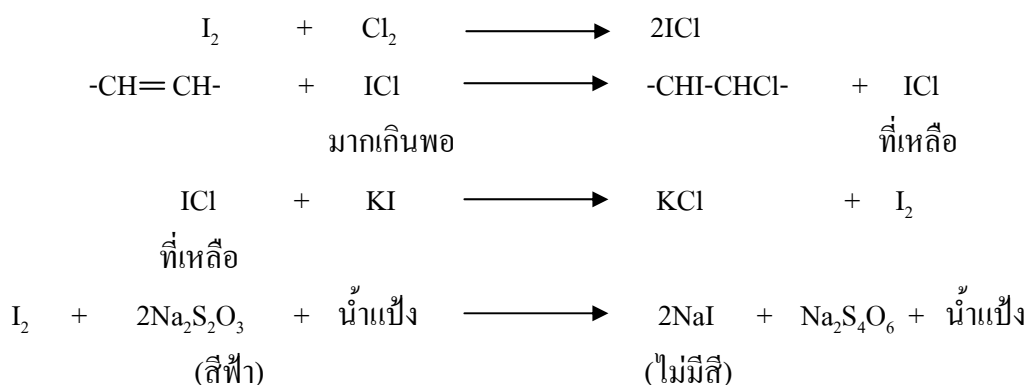 I₂ + Cl₂ ⟶ 2ICl
-CH=CH- + ICl ⟶ -CHI-CHCl- + ICl
มากเกินพอ ที่เหลือ
ICl + KI ⟶ KCl + I₂
ที่เหลือ
I₂ + 2Na₂S₂O₃ + น้ำแป้ง ⟶ 2NaI + Na₂S₄O₆ + น้ำแป้ง
(สีฟ้า) (ไม่มีสี)